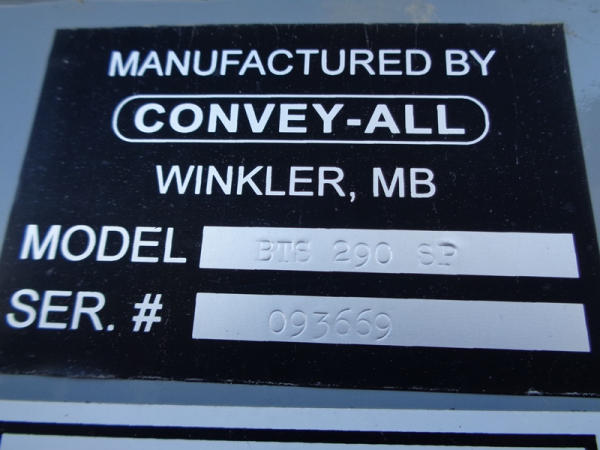 MANUFACTURED BY
CONVEY-ALL
WINKLER, MB
MODEL BTS 290 SP
SER. # 093669